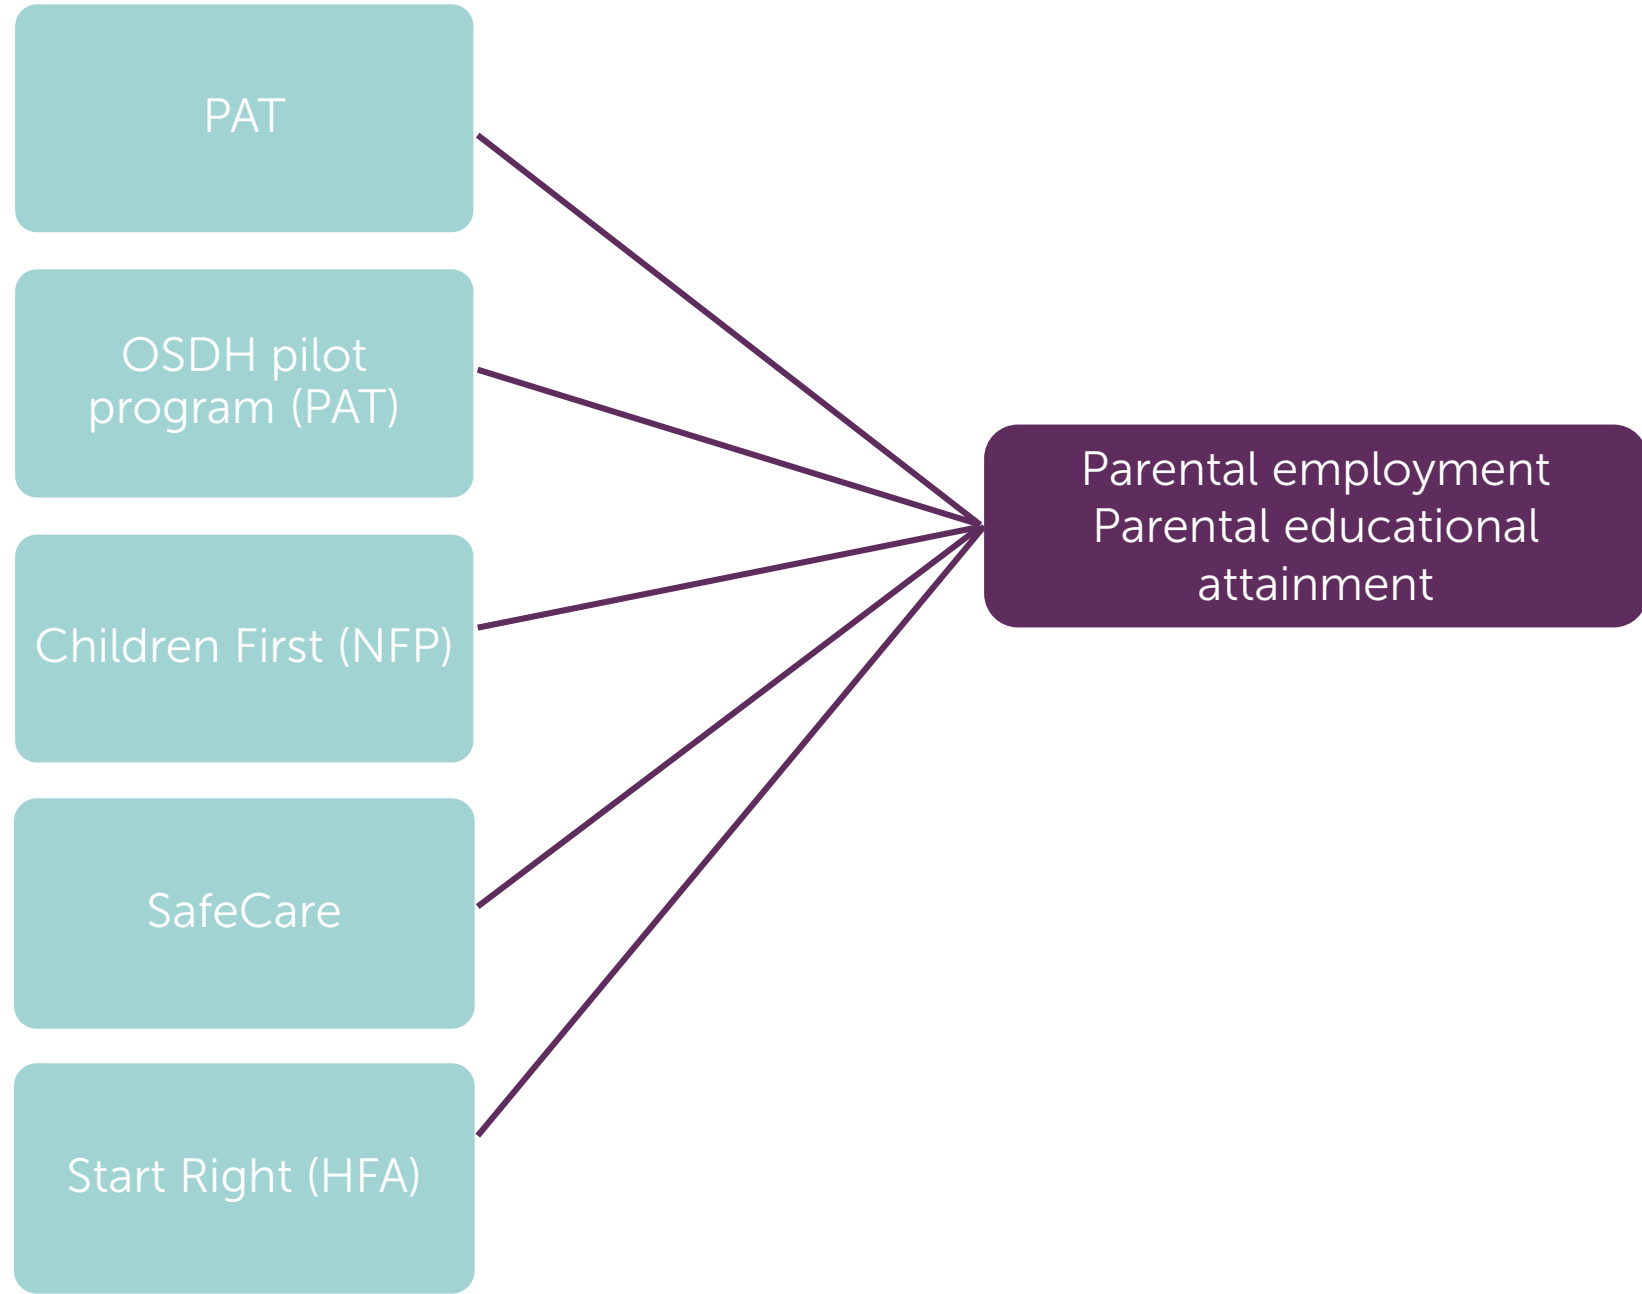 PAT
OSDH pilot
program (PAT)
Children First (NFP)
SafeCare
Start Right (HFA)
Parental employment
Parental educational
attainment